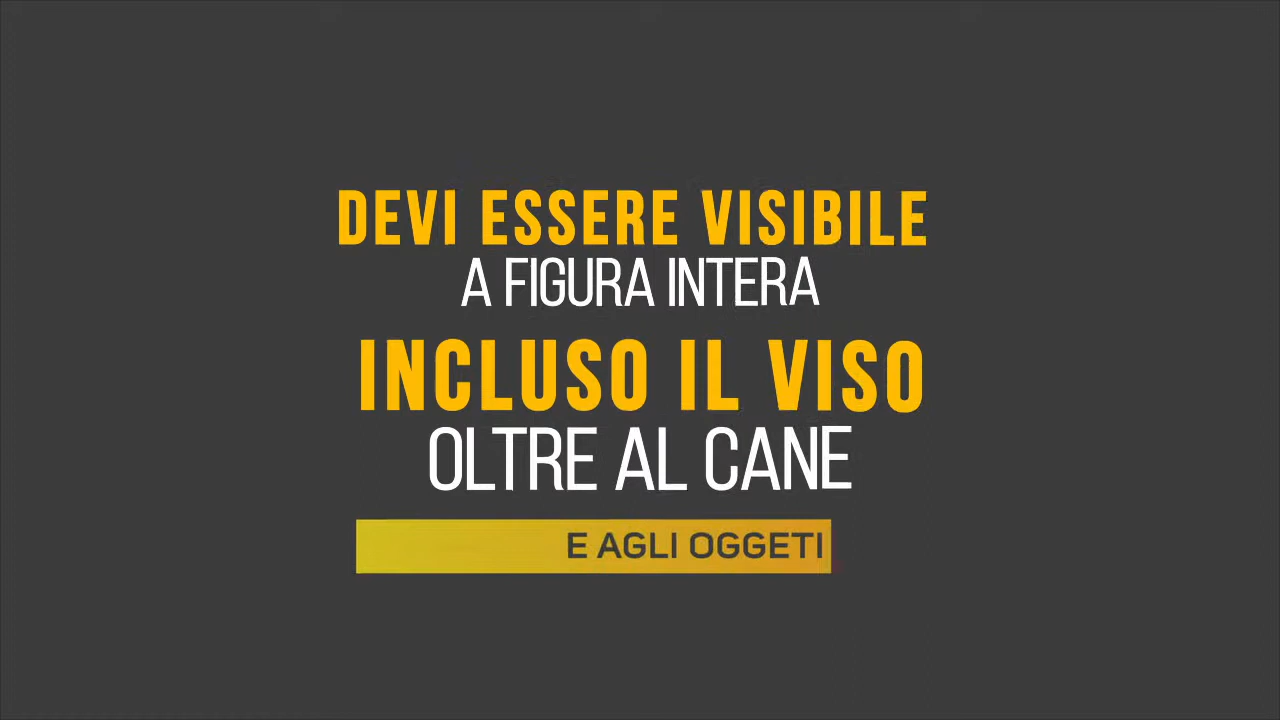 DEVI ESSERE VISIBILE
A FIGURA INTERA
INCLUSO IL VISO
OLTRE AL CANE
E AGLI OGGETI